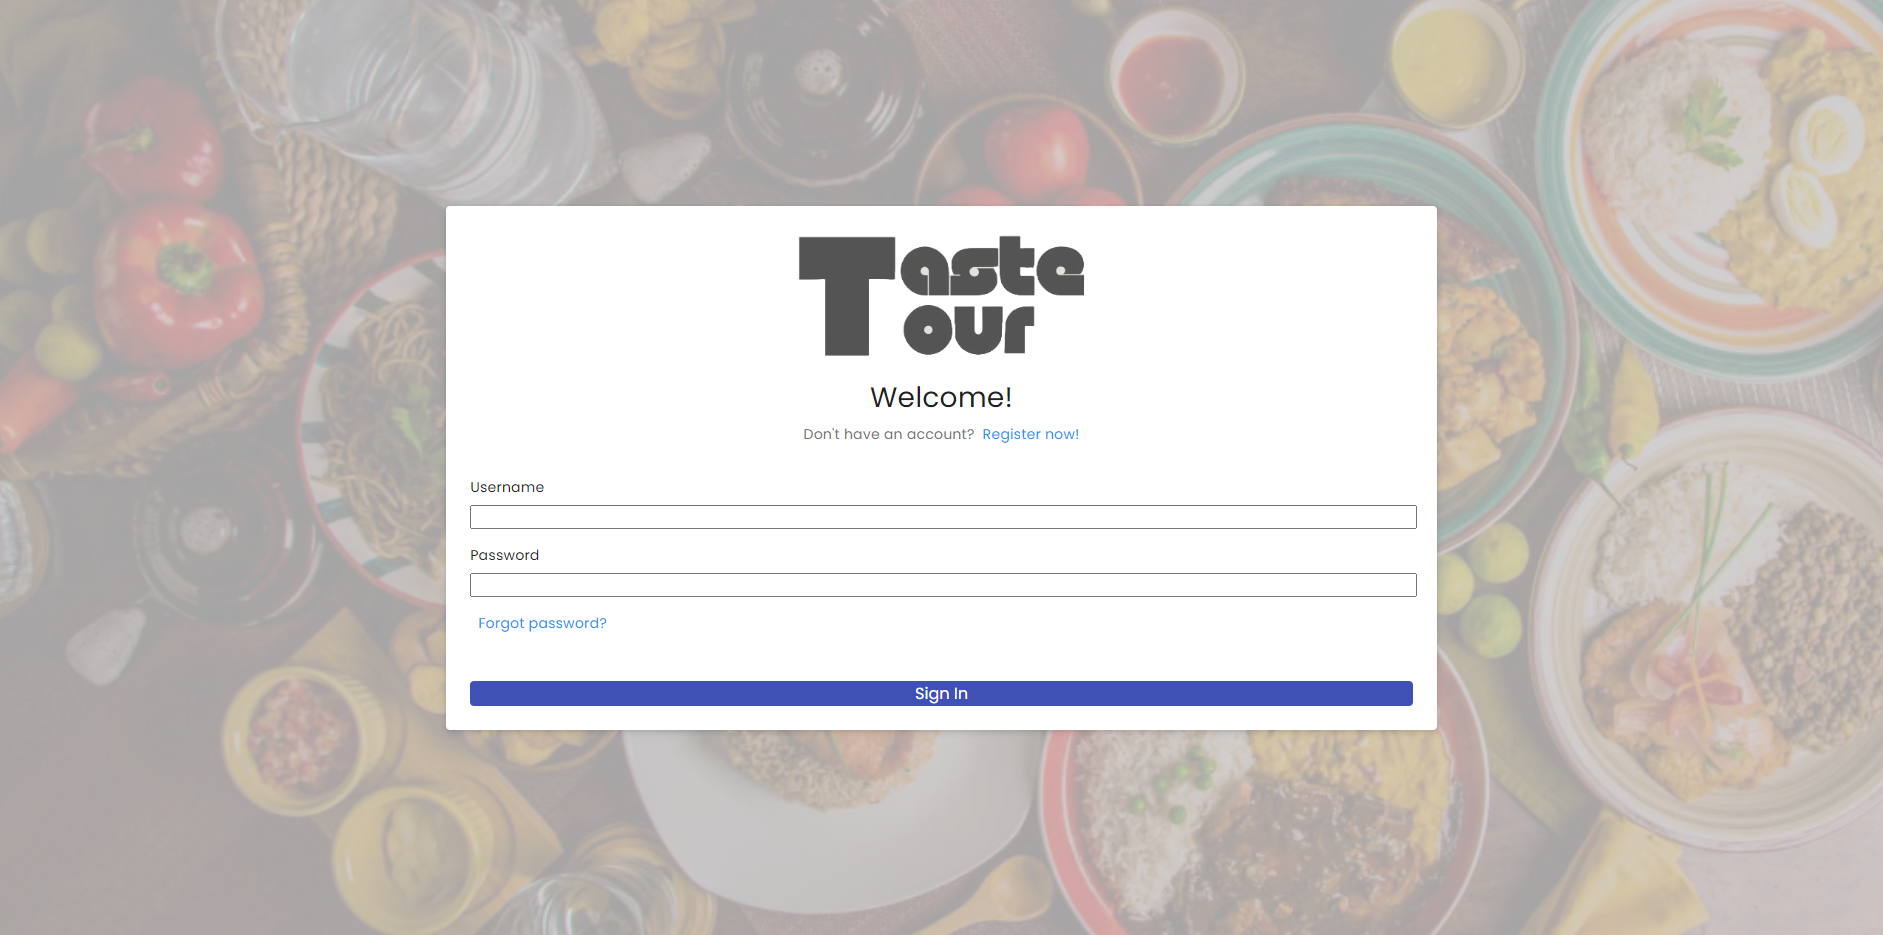 Taste
Tour
Welcome!
Don't have an account? Register now!
Username
Password
Forgot password?
Sign In